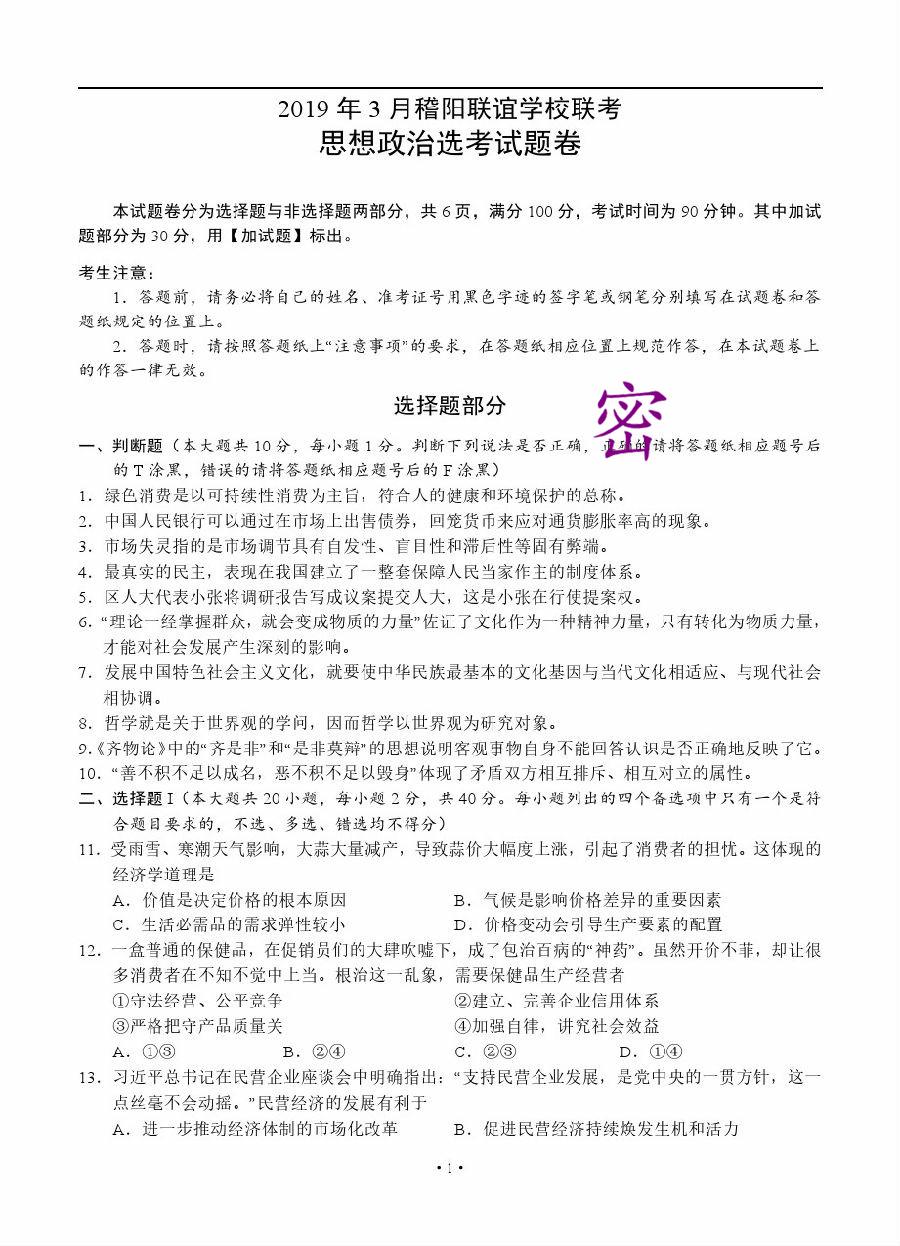 2019 年 3 月稽阳联谊学校联考
思想政治选考试题卷
本试题卷分为选择题与非选择题两部分，共 6 页，满分 100 分，考试时间为 90 分钟。其中加试
题部分为 30 分，用【加试题】标出。
考生注意：
1．答题前，请务必将自己的姓名、准考证号用黑色字迹的签字笔或钢笔分别填写在试题卷和答
题纸规定的位置上。
2．答题时，请按照答题纸上“注意事项”的要求，在答题纸相应位置上规范作答，在本试题卷上
的作答一律无效。
选择题部分
密
一、判断题（本大题共 10 分，每小题 1 分。判断下列说法是否正确，正确的请将答题纸相应题号后
的 T 涂黑，错误的请将答题纸相应题号后的 F 涂黑）
1．绿色消费是以可持续性消费为主旨，符合人的健康和环境保护的总称。
2．中国人民银行可以通过在市场上出售债券，回笼货币来应对通货膨胀率高的现象。
3．市场失灵指的是市场调节具有自发性、盲目性和滞后性等固有弊端。
4．最真实的民主，表现在我国建立了一整套保障人民当家作主的制度体系。
5．区人大代表小张将调研报告写成议案提交人大，这是小张在行使提案权。
6．“理论一经掌握群众，就会变成物质的力量”佐证了文化作为一种精神力量，只有转化为物质力量，
才能对社会发展产生深刻的影响。
7．发展中国特色社会主义文化，就要使中华民族最基本的文化基因与当代文化相适应、与现代社会
相协调。
8．哲学就是关于世界观的学问，因而哲学以世界观为研究对象。
9.《齐物论》中的“齐是非”和“是非莫辩”的思想说明客观事物自身不能回答认识是否正确地反映了它。
10．“善不积不足以成名，恶不积不足以毁身”体现了矛盾双方相互排斥、相互对立的属性。
二、选择题 I（本大题共 20 小题，每小题 2 分，共 40 分。每小题列出的四个备选项中只有一个是符
合题目要求的，不选、多选、错选均不得分）
11．受雨雪、寒潮天气影响，大蒜大量减产，导致蒜价大幅度上涨，引起了消费者的担忧。这体现的
经济学道理是
A．价值是决定价格的根本原因 B．气候是影响价格差异的重要因素
C．生活必需品的需求弹性较小 D．价格变动会引导生产要素的配置
12．一盒普通的保健品，在促销员们的大肆吹嘘下，成了包治百病的“神药”。虽然开价不菲，却让很
多消费者在不知不觉中上当。根治这一乱象，需要保健品生产经营者
①守法经营、公平竞争 ②建立、完善企业信用体系
③严格把守产品质量关 ④加强自律，讲究社会效益
A．①③ B．②④ C．②③ D．①④
13．习近平总书记在民营企业座谈会中明确指出：“支持民营企业发展，是党中央的一贯方针，这一
点丝毫不会动摇。”民营经济的发展有利于
A．进一步推动经济体制的市场化改革 B．促进民营经济持续焕发生机和活力
• 1 •